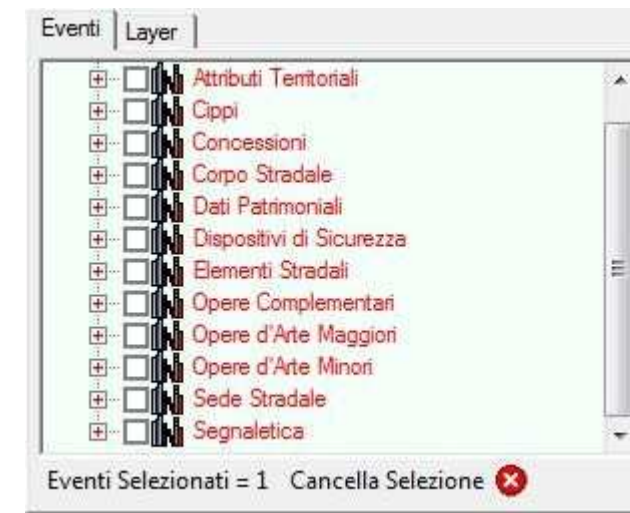 Eventi Layer
Attributi Territoriali
Cippi
Concessioni
Corpo Stradale
Dati Patrimoniali
Dispositivi di Sicurezza
Elementi Stradali
Opere Complementari
Opere d'Arte Maggiori
Opere d'Arte Minori
Sede Stradale
Segnaletica
Eventi Selezionati = 1 Cancella Selezione